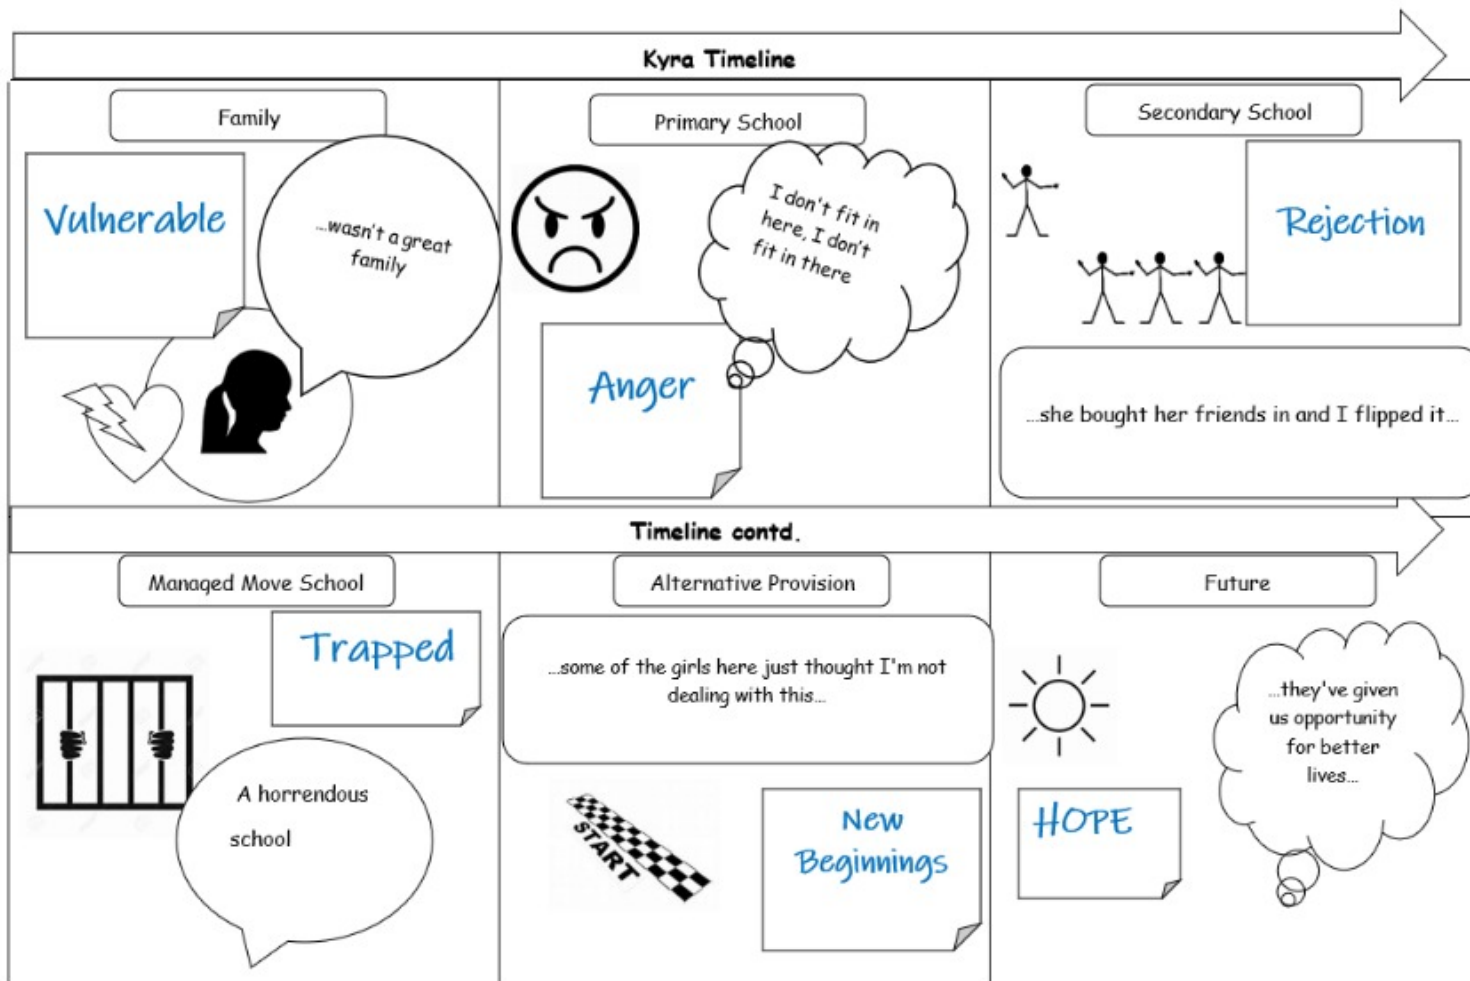 Kyra Timeline
Family
Vulnerable
...wasn't a great
family
Primary School
I don't fit in
here, I don't
fit in there
Anger
Secondary School
Rejection
...she bought her friends in and I flipped it...
Timeline contd.
Managed Move School
Trapped
A horrendous
school
Alternative Provision
...some of the girls here just thought I'm not
dealing with this...
START
New
Beginnings
Future
...they've given
us opportunity
for better
lives...
HOPE